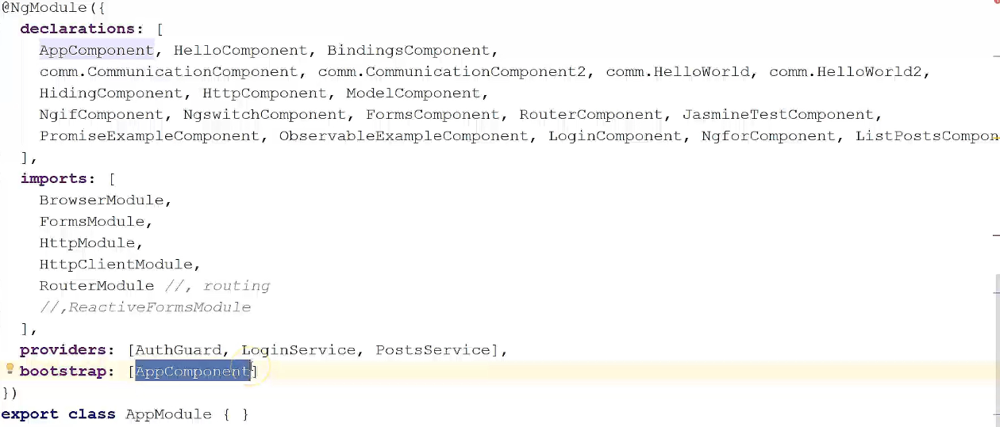 @NgModule({
declarations: [
AppComponent, HelloComponent, BindingsComponent,
comm.CommunicationComponent, comm.CommunicationComponent2, comm.HelloWorld, comm.HelloWorld2,
HidingComponent, HttpComponent, ModelComponent,
NgifComponent, NgswitchComponent, FormsComponent, RouterComponent, JasmineTestComponent,
PromiseExampleComponent, ObservableExampleComponent, LoginComponent, NgforComponent, ListPostsCompon
],
imports: [
BrowserModule,
FormsModule,
HttpModule,
HttpClientModule,
RouterModule //, routing
//,ReactiveFormsModule
],
providers: [AuthGuard, LoginService, PostsService],
bootstrap: [AppComponent]
})
export class AppModule { }